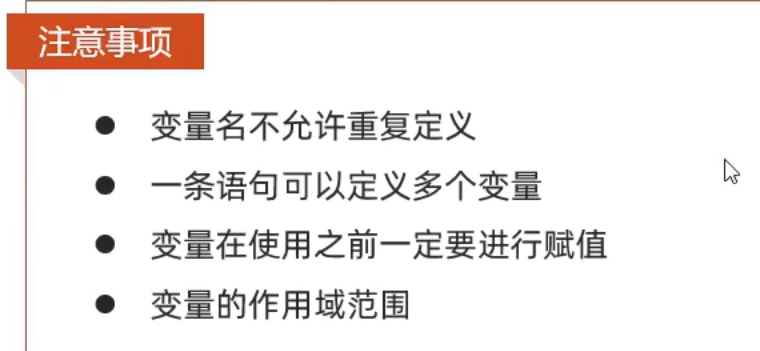 注意事项
变量名不允许重复定义
一条语句可以定义多个变量
变量在使用之前一定要进行赋值
变量的作用域范围